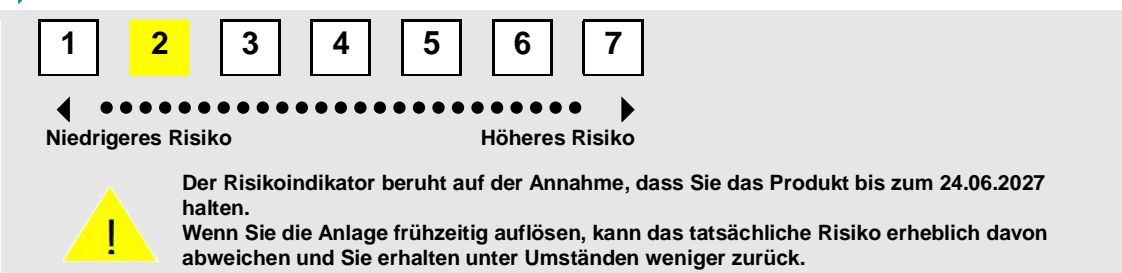 1 2 3 4 5 6 7
Niedrigeres Risiko Höheres Risiko
Der Risikoindikator beruht auf der Annahme, dass Sie das Produkt bis zum 24.06.2027
halten.
Wenn Sie die Anlage frühzeitig auflösen, kann das tatsächliche Risiko erheblich davon
abweichen und Sie erhalten unter Umständen weniger zurück.
!